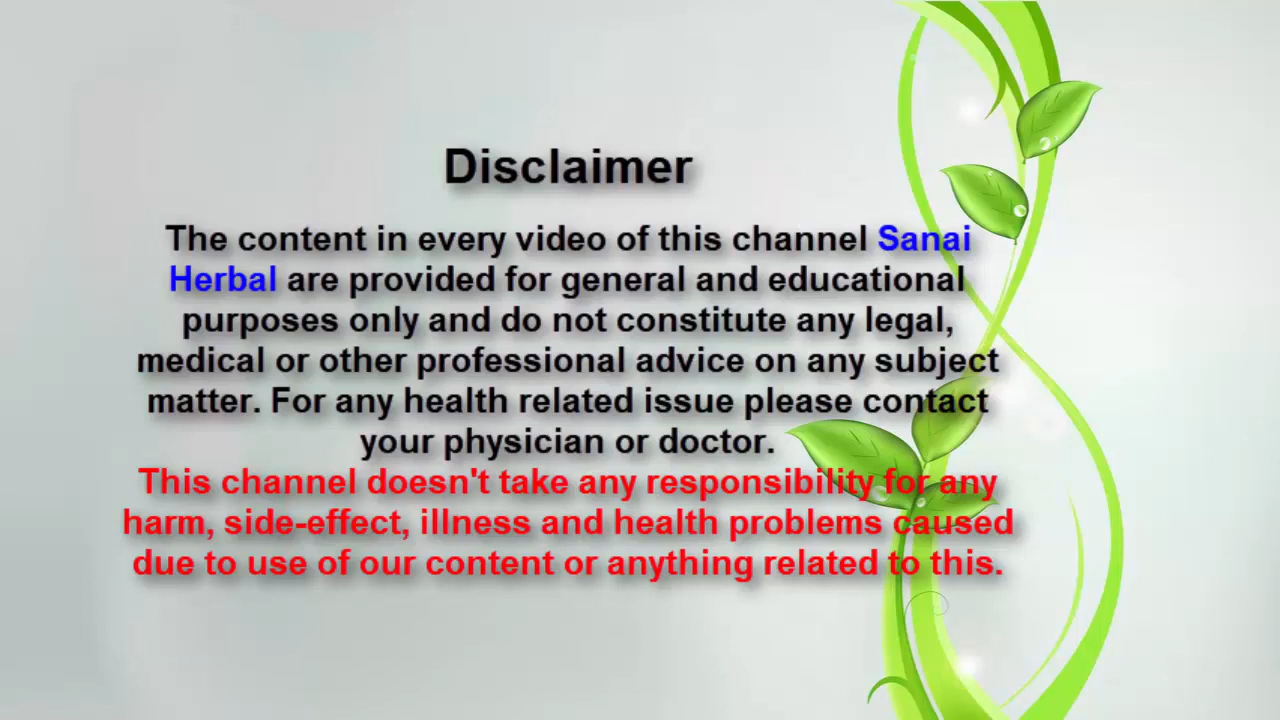 Disclaimer
The content in every video of this channel Sanai
Herbal are provided for general and educational
purposes only and do not constitute any legal,
medical or other professional advice on any subject
matter. For any health related issue please contact
your physician or doctor.
This channel doesn't take any responsibility for any
harm, side-effect, illness and health problems caused
due to use of our content or anything related to this.